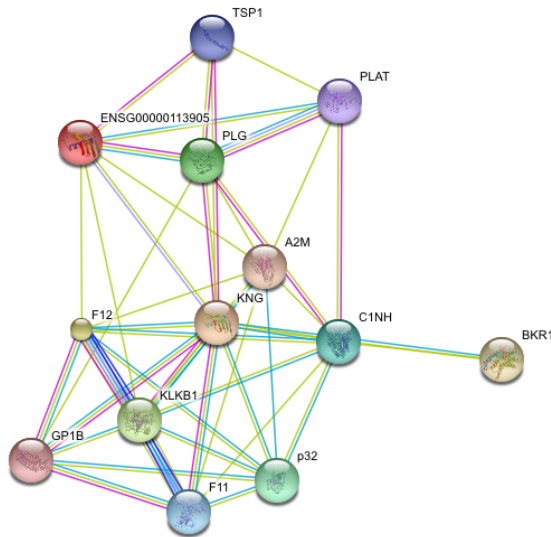 TSP1
PLAT
ENSG00000113905
PLG
A2M
KNG
C1NH
F12
BKR1
KLKB1
GP1B
p32
F11